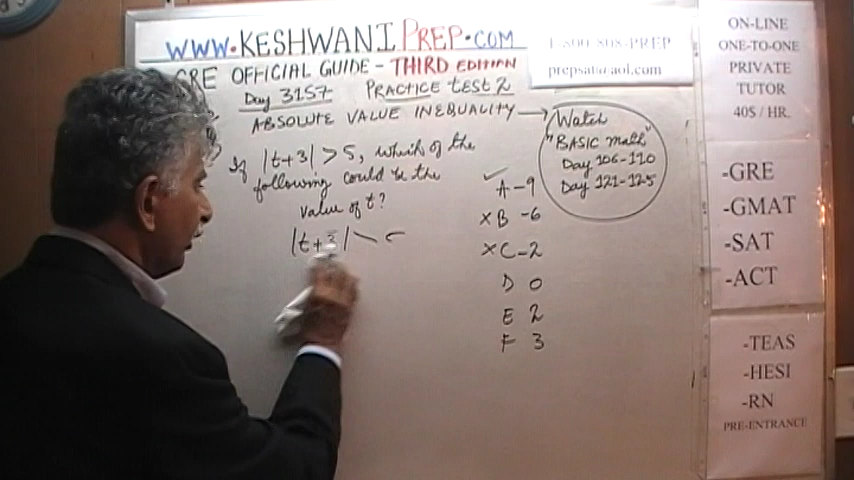 WWW.KESHWANIPREP.COM
1-800-808-PREP
prepsat@aol.com
GRE OFFICIAL GUIDE - THIRD EDITION
Day 3157 PRACTICE TEST 2
ABSOLUTE VALUE INEQUALITY →
Watch
"BASIC Math"
Day 106-110
Day 121-125
If |t+3| > 5, which of the
following could be the
value of t?
|t+3|
✓ A -9
X B -6
X C -2
D 0
E 2
F 3
ON-LINE
ONE-TO-ONE
PRIVATE
TUTOR
40$ / HR.
-GRE
-GMAT
-SAT
-ACT
-TEAS
-HESI
-RN
PRE-ENTRANCE